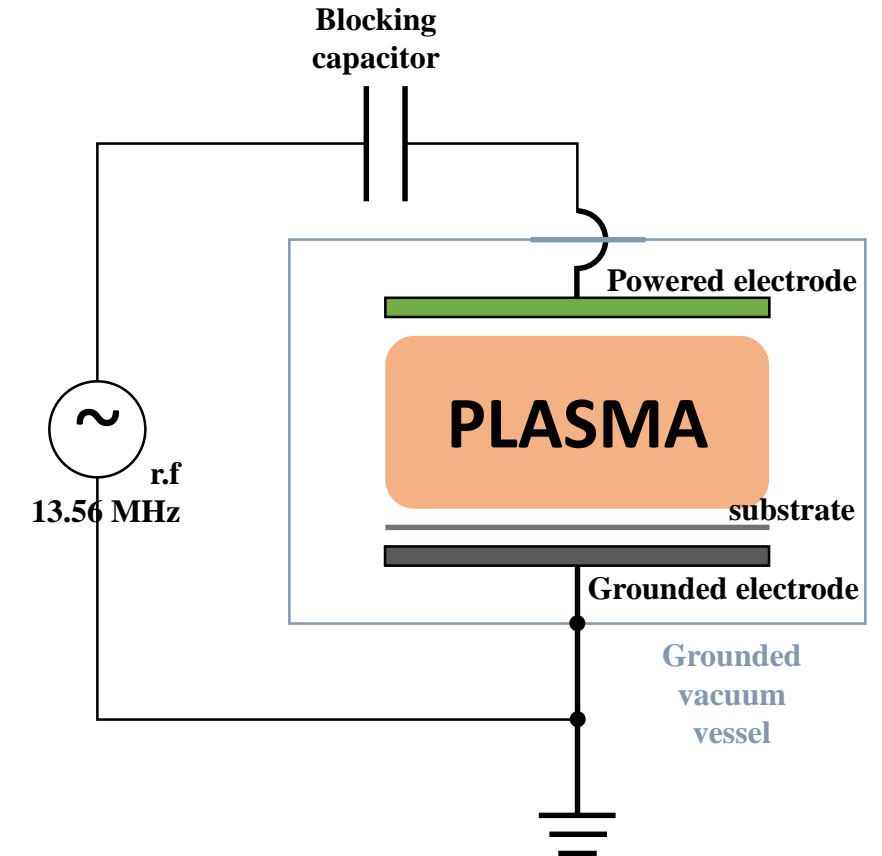 Blocking
capacitor
Powered electrode
PLASMA
~
r.f
13.56 MHz
substrate
Grounded electrode
Grounded
vacuum
vessel